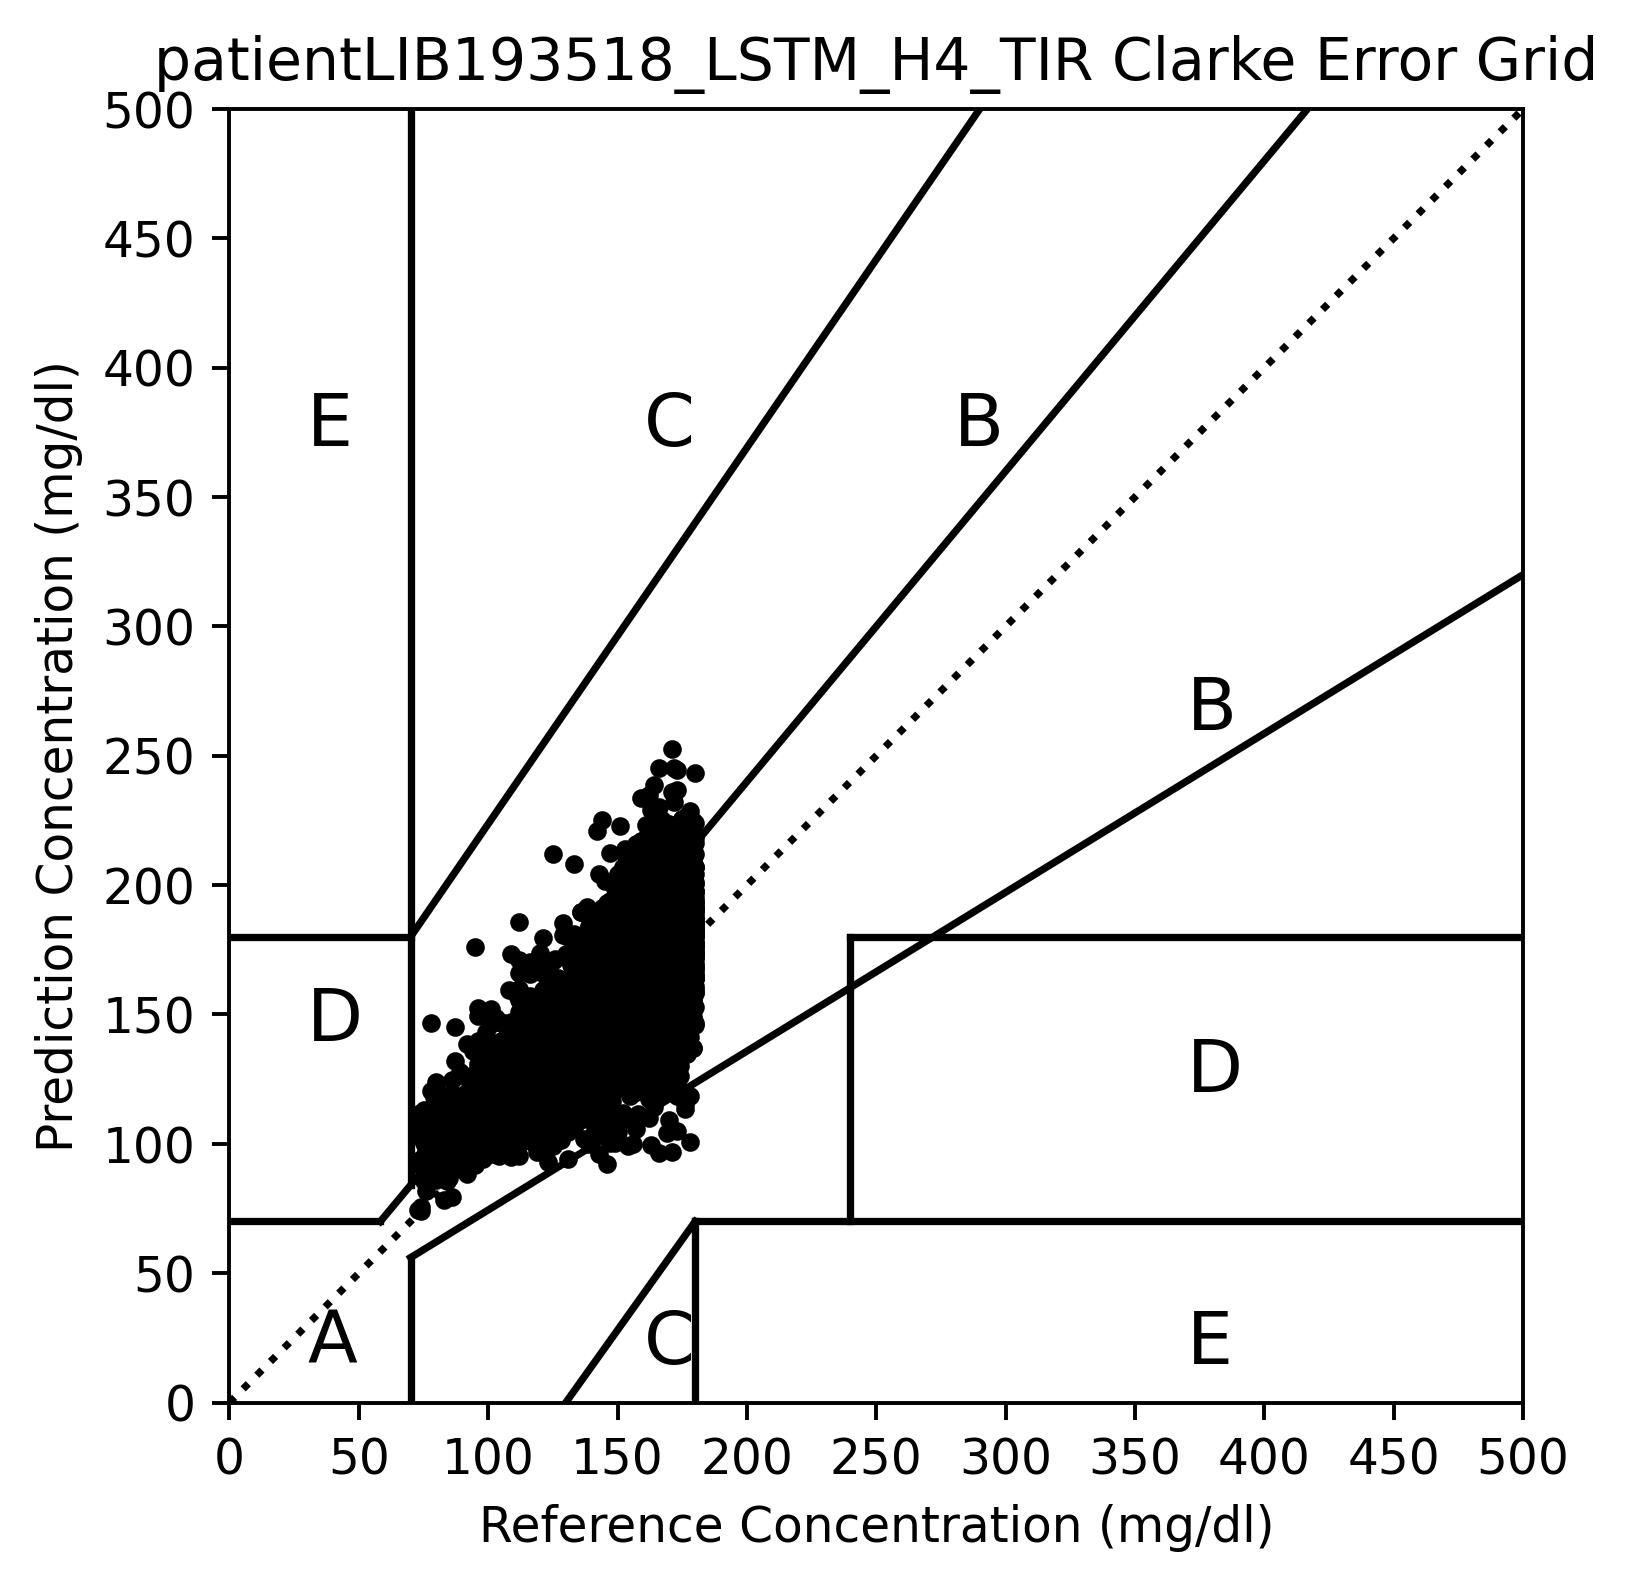 patientLIB193518_LSTM_H4_TIR Clarke Error Grid
500
450
400
350
300
250
200
150
100
50
0
Prediction Concentration (mg/dl)
E
C
B
B
D
D
A
C
E
0 50 100 150 200 250 300 350 400 450 500
Reference Concentration (mg/dl)